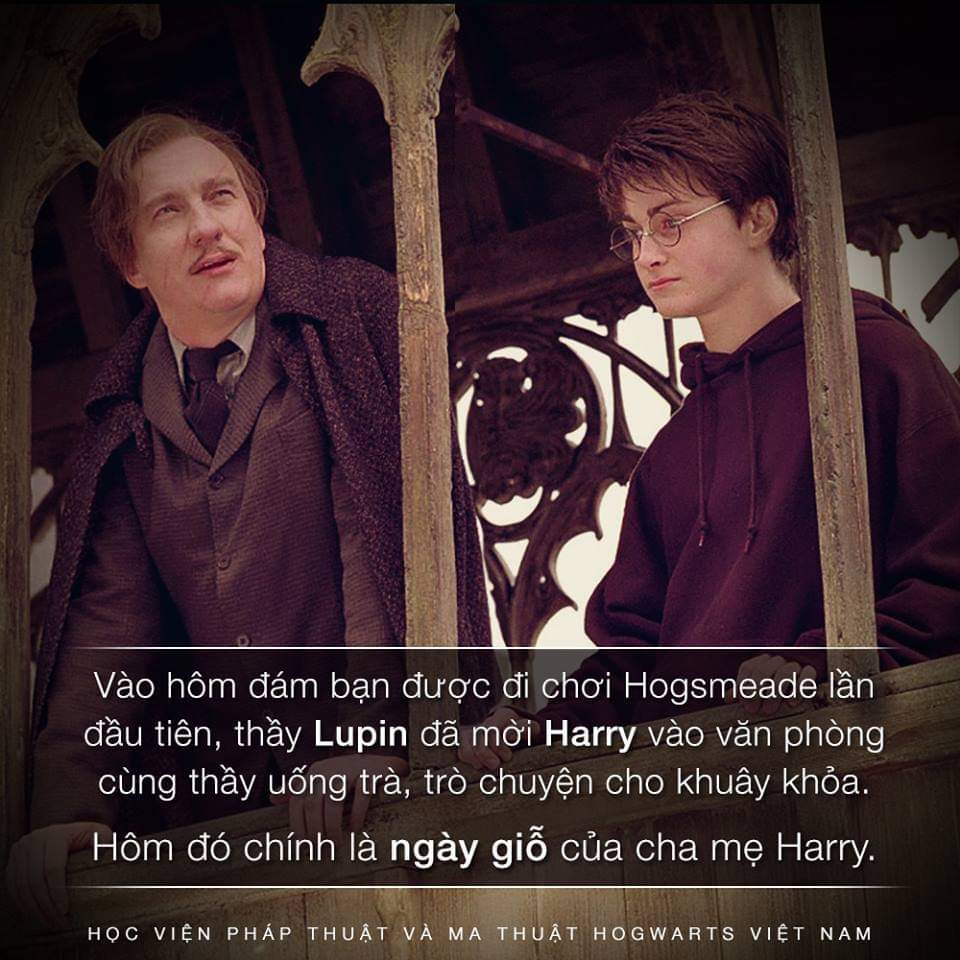 Vào hôm đám bạn được đi chơi Hogsmeade lần
đầu tiên, thầy Lupin đã mời Harry vào văn phòng
cùng thầy uống trà, trò chuyện cho khuây khỏa.
Hôm đó chính là ngày giỗ của cha mẹ Harry.
HỌC VIỆN PHÁP THUẬT VÀ MA THUẬT HOGWARTS VIỆT NAM